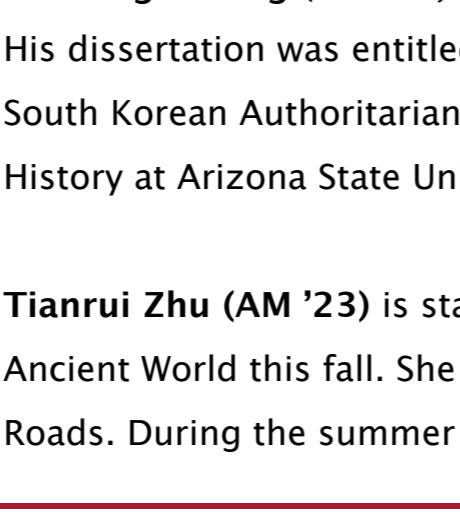 His dissertation was entitled
South Korean Authoritarian
History at Arizona State Un
Tianrui Zhu (AM ’23) is sta
Ancient World this fall. She
Roads. During the summer